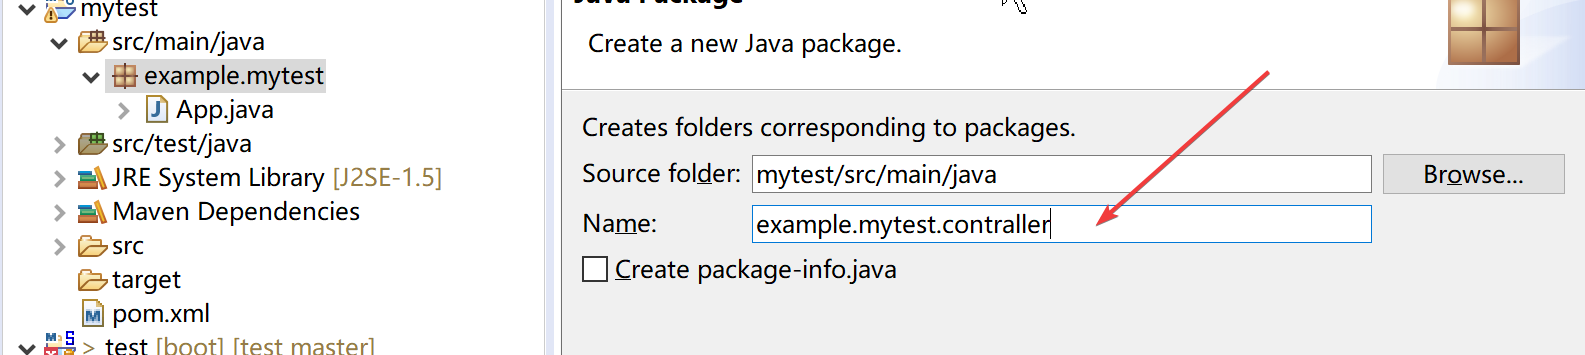 mytest
src/main/java
example.mytest
App.java
src/test/java
JRE System Library [J2SE-1.5]
Maven Dependencies
src
target
pom.xml
> test [boot] [test master]
Java Package
Create a new Java package.
Creates folders corresponding to packages.
Source folder: mytest/src/main/java Browse...
Name: example.mytest.contraller
Create package-info.java